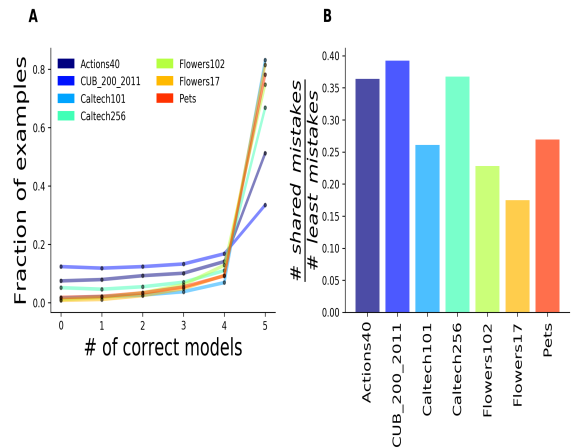 A
Fraction of examples
0.8
0.6
0.4
0.2
0.0
Actions40
CUB_200_2011
Caltech101
Caltech256
Flowers102
Flowers17
Pets
0 1 2 3 4 5
# of correct models
B
# shared mistakes
# least mistakes
0.40
0.35
0.30
0.25
0.20
0.15
0.10
0.05
0.00
Actions40
CUB_200_2011
Caltech101
Caltech256
Flowers102
Flowers17
Pets